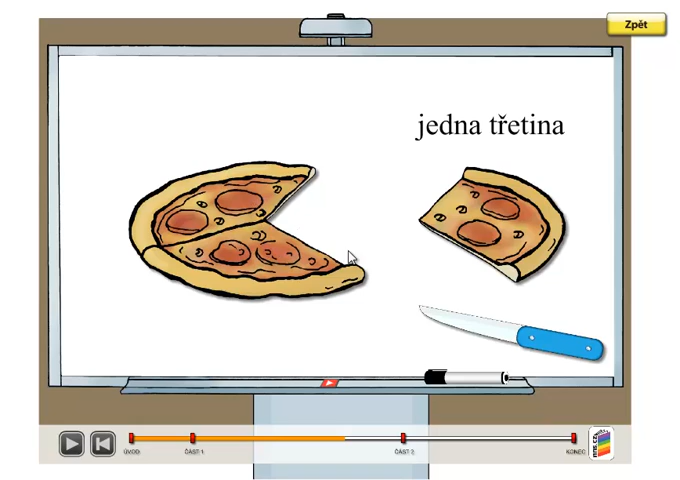 Zpět
jedna třetina
ÚVOD
ČÁST 1
ČÁST 2
KONEC